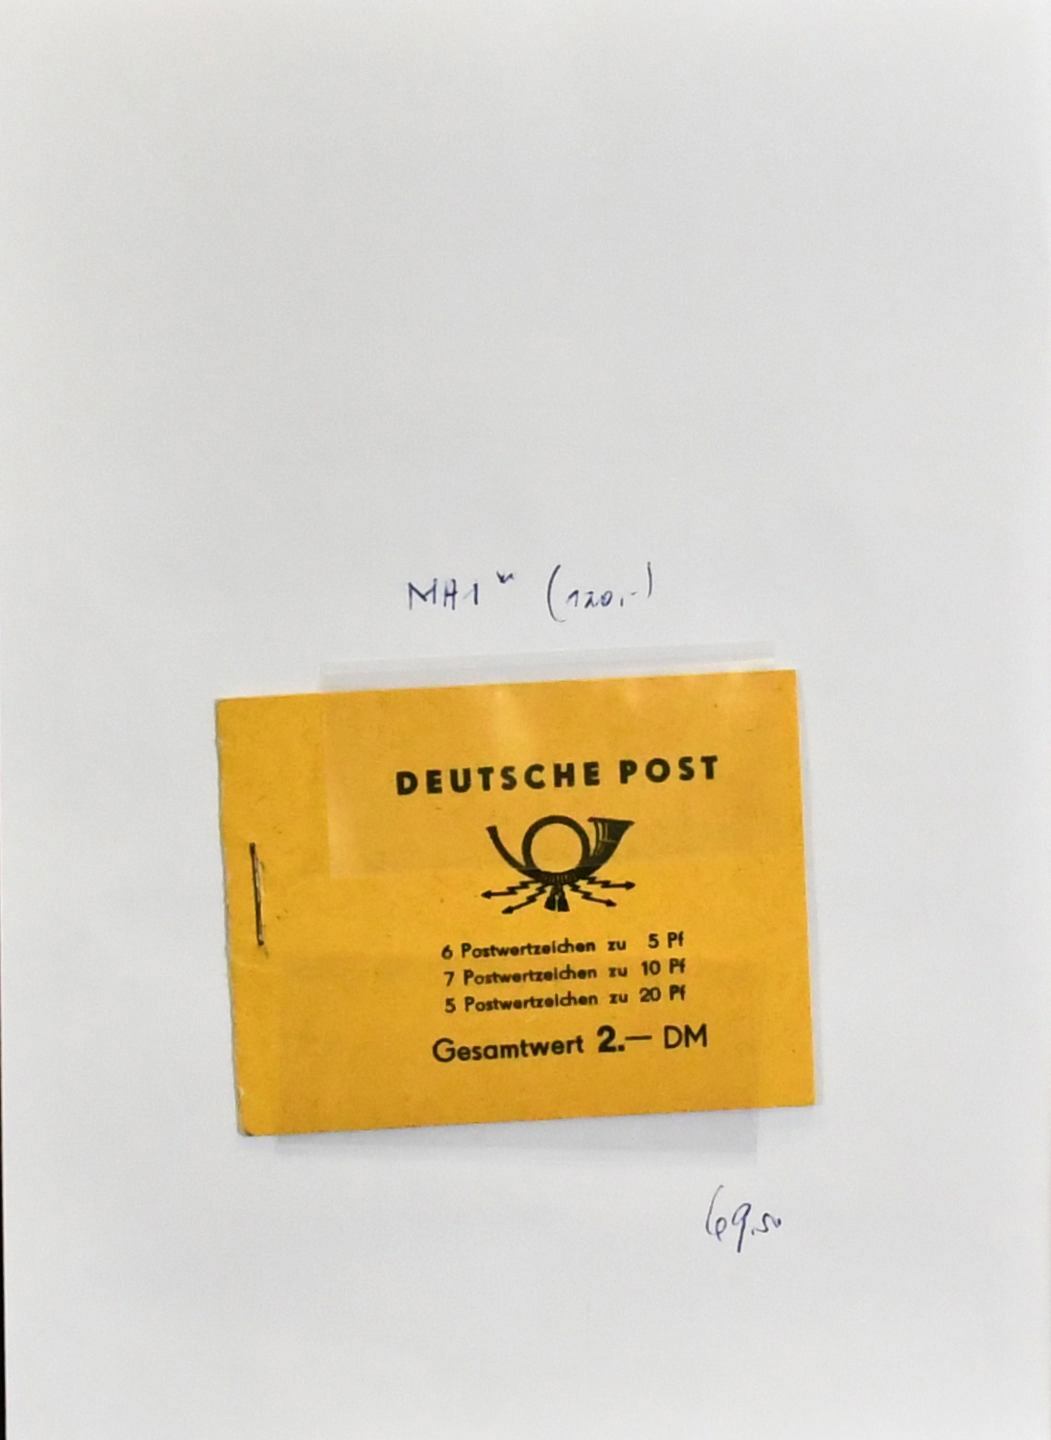 MH1 * (120,-)
DEUTSCHE POST
6 Postwertzeichen zu 5 Pf
7 Postwertzeichen zu 10 Pf
5 Postwertzeichen zu 20 Pf
Gesamtwert 2.— DM
69.50